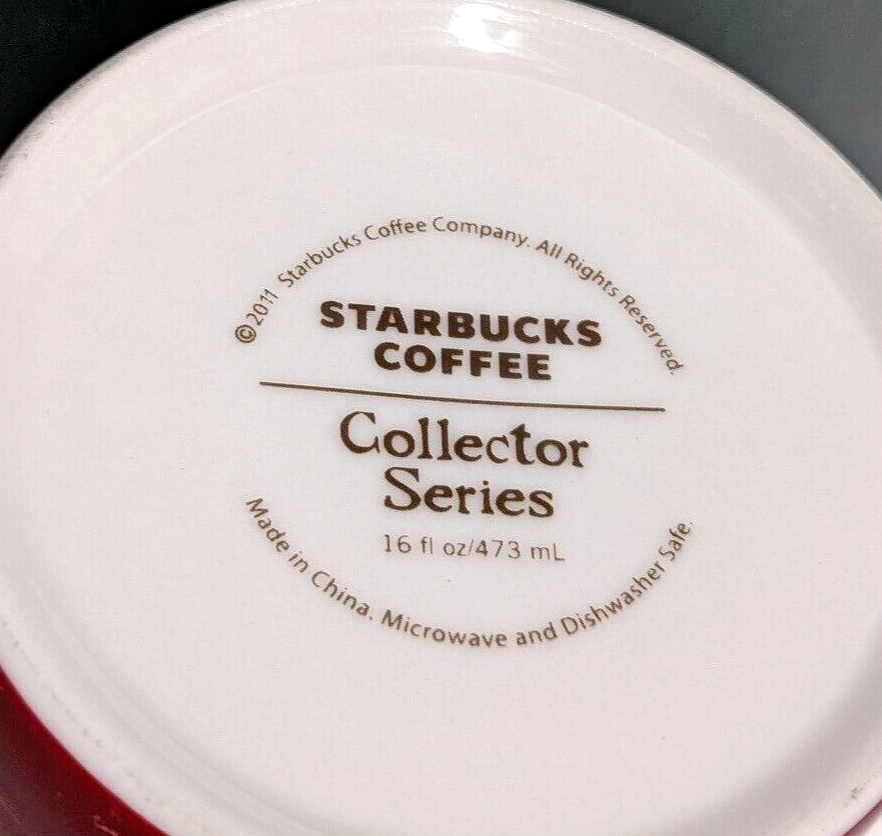 ©2011 Starbucks Coffee Company. All Rights Reserved.
STARBUCKS
COFFEE
Collector
Series
16 fl oz/473 mL
Made in China. Microwave and Dishwasher Safe.